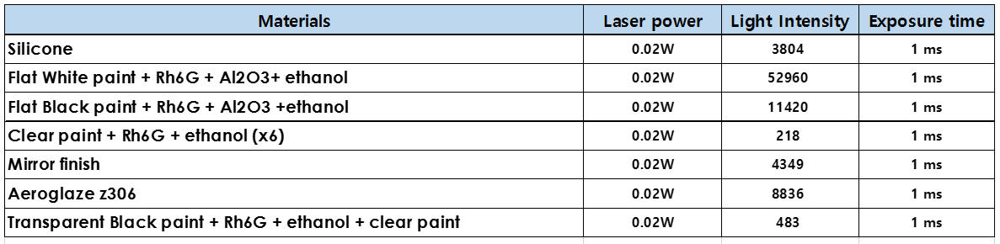 Materials Laser power Light Intensity Exposure time
Silicone 0.02W 3804 1 ms
Flat White paint + Rh6G + Al2O3+ ethanol 0.02W 52960 1 ms
Flat Black paint + Rh6G + Al2O3 +ethanol 0.02W 11420 1 ms
Clear paint + Rh6G + ethanol (x6) 0.02W 218 1 ms
Mirror finish 0.02W 4349 1 ms
Aeroglaze z306 0.02W 8836 1 ms
Transparent Black paint + Rh6G + ethanol + clear paint 0.02W 483 1 ms